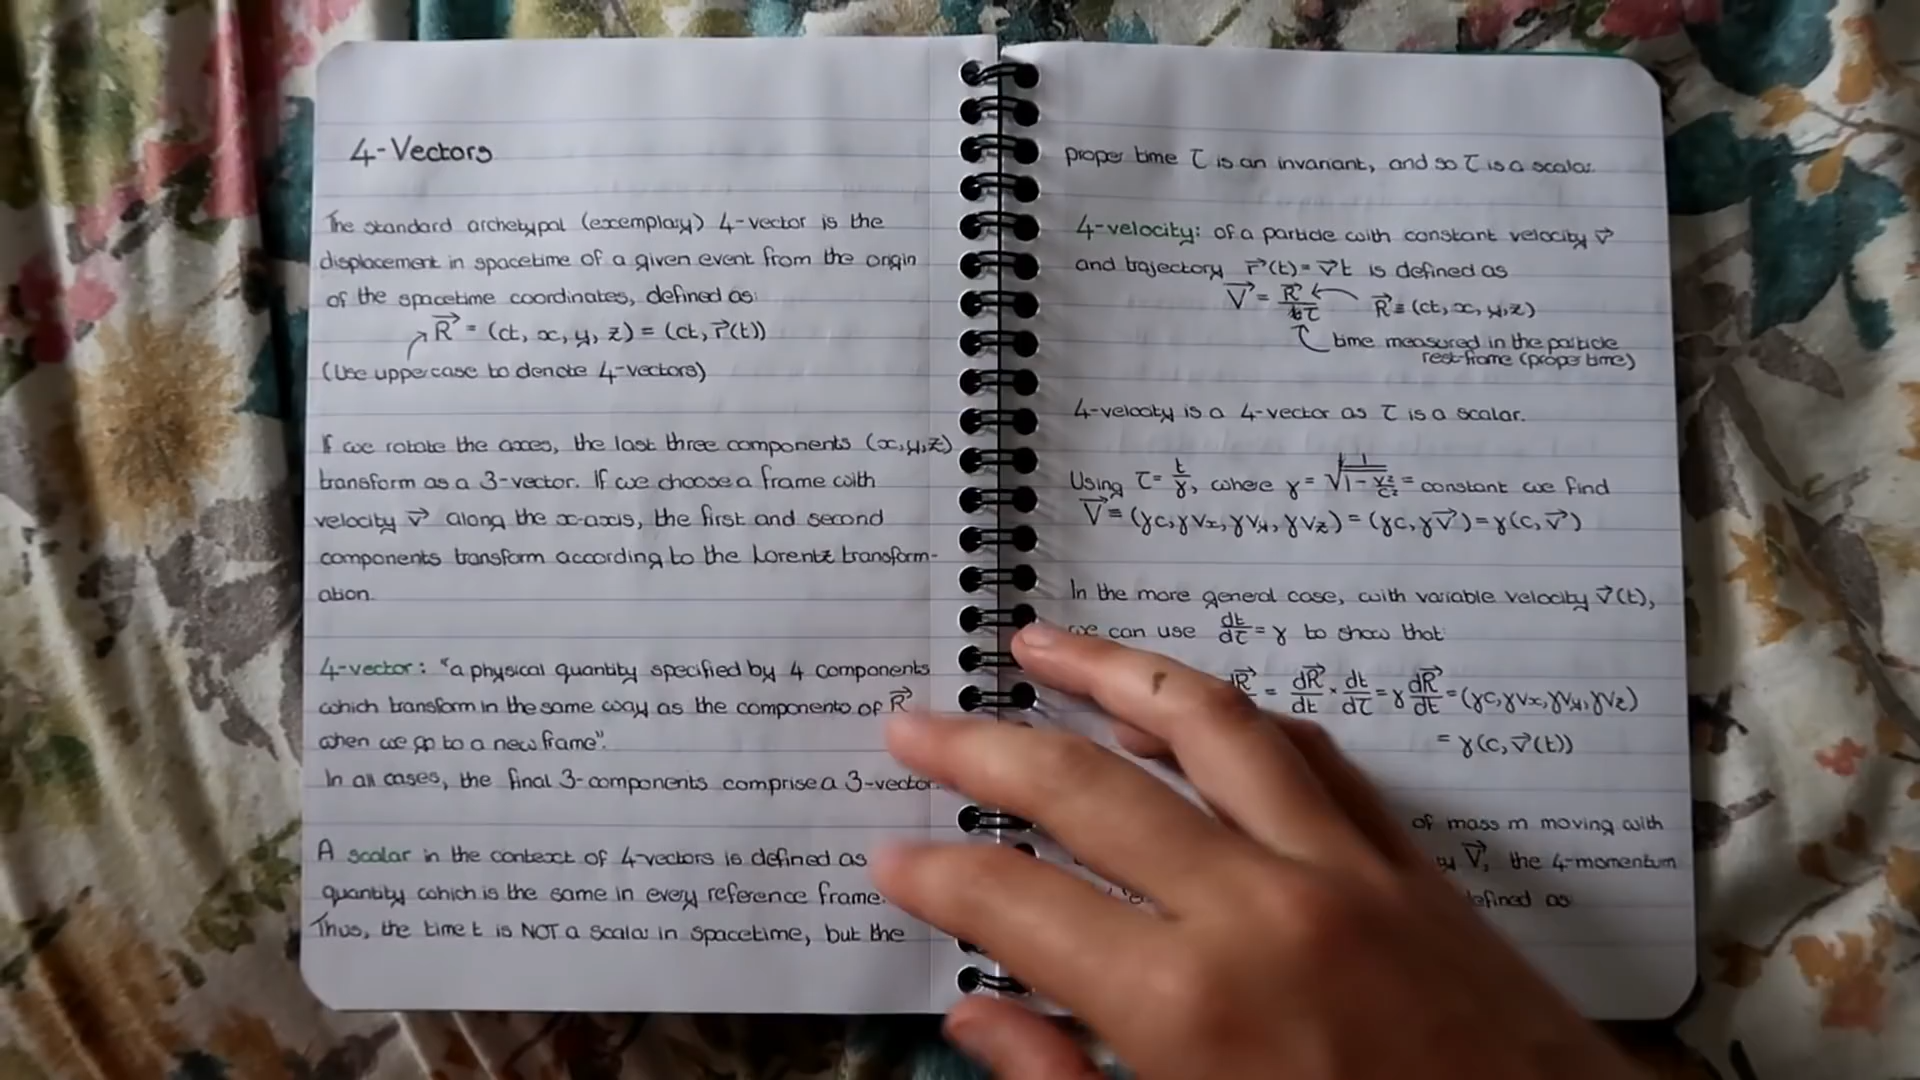 4-Vectors
The standard archetypal (exemplary) 4-vector is the
displacement in spacetime of a given event from the origin
of the spacetime coordinates, defined as:
R⃗ = (ct, x, y, z) = (ct, r⃗(t))
(Use uppercase to denote 4-vectors)
If we rotate the axes, the last three components (x,y,z)
transform as a 3-vector. If we choose a frame with
velocity v⃗ along the x-axis, the first and second
components transform according to the Lorentz transform-
ation.
4-vector: "a physical quantity specified by 4 components
which transform in the same way as the components of R⃗
when we go to a new frame".
In all cases, the final 3-components comprise a 3-vector.
A scalar in the context of 4-vectors is defined as
quantity which is the same in every reference frame.
Thus, the time t is NOT a scalar in spacetime, but the
proper time τ is an invariant, and so τ is a scalar.
4-velocity: of a particle with constant velocity v⃗
and trajectory r⃗(t) = v⃗t is defined as
V⃗ = R⃗/τ R⃗ ≡ (ct, x, y, z)
time measured in the particle
rest-frame (proper time)
4-velocity is a 4-vector as τ is a scalar.
Using τ = t/γ, where γ = √1/(1 - v²/c²) = constant we find
V⃗ ≡ (γc, γvx, γvy, γvz) = (γc, γv⃗) = γ(c, v⃗)
In the more general case, with variable velocity v⃗(t),
we can use dt/dτ = γ to show that
dR⃗ = dR⃗/dt × dt/dτ = γ dR⃗/dt = (γc, γvx, γvy, γvz)
= γ(c, v⃗(t))
of mass m moving with
V⃗, the 4-momentum
defined as